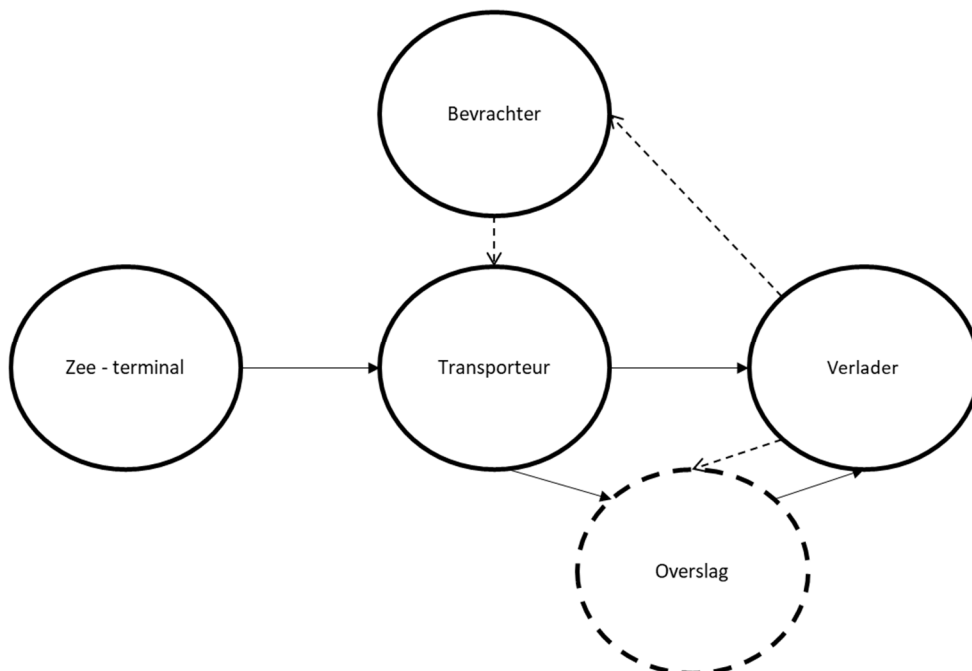 Bevrachter
Zee - terminal
Transporteur
Verlader
Overslag